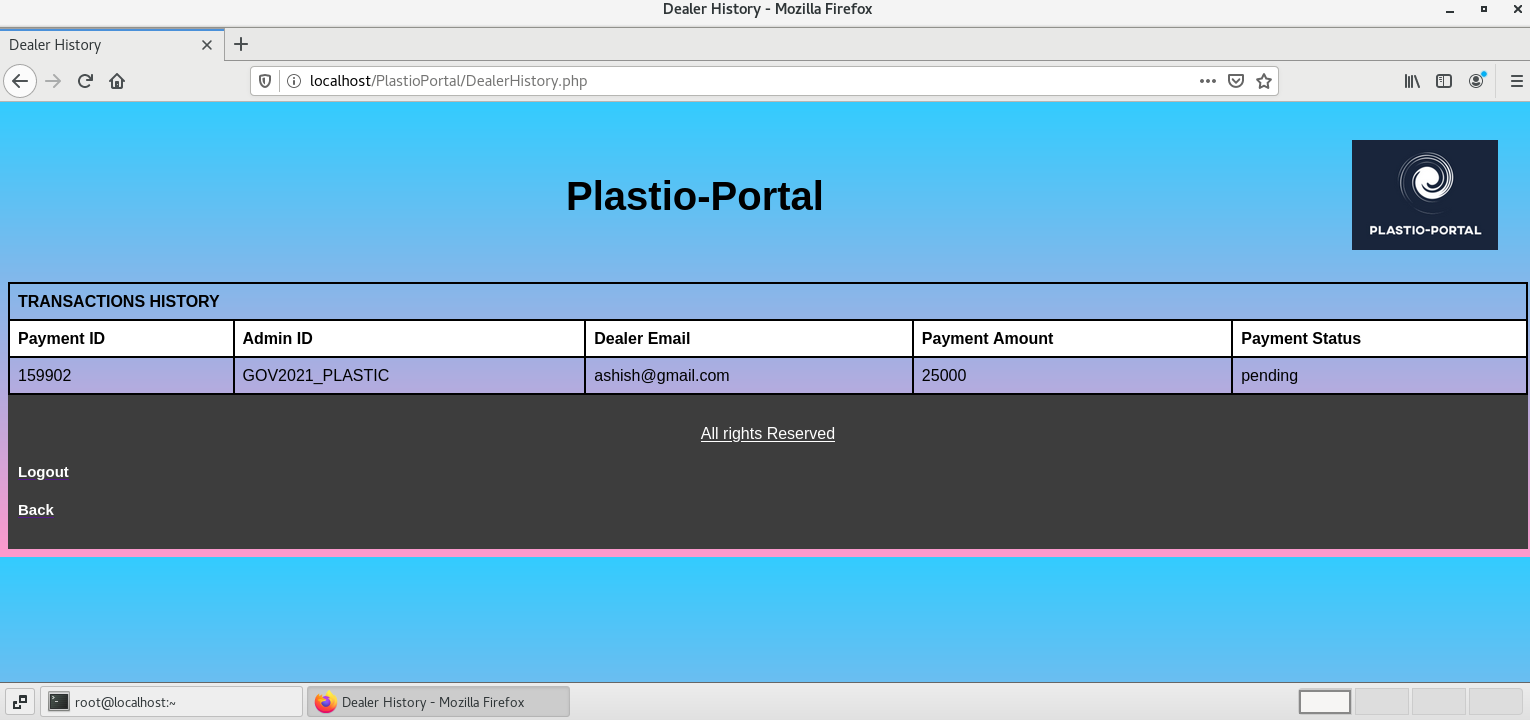 Dealer History - Mozilla Firefox
Dealer History
localhost/PlastioPortal/DealerHistory.php
Plastio-Portal
PLASTIO-PORTAL
TRANSACTIONS HISTORY
Payment ID Admin ID Dealer Email Payment Amount Payment Status
159902 GOV2021_PLASTIC ashish@gmail.com 25000 pending
All rights Reserved
Logout
Back
root@localhost:~ Dealer History - Mozilla Firefox